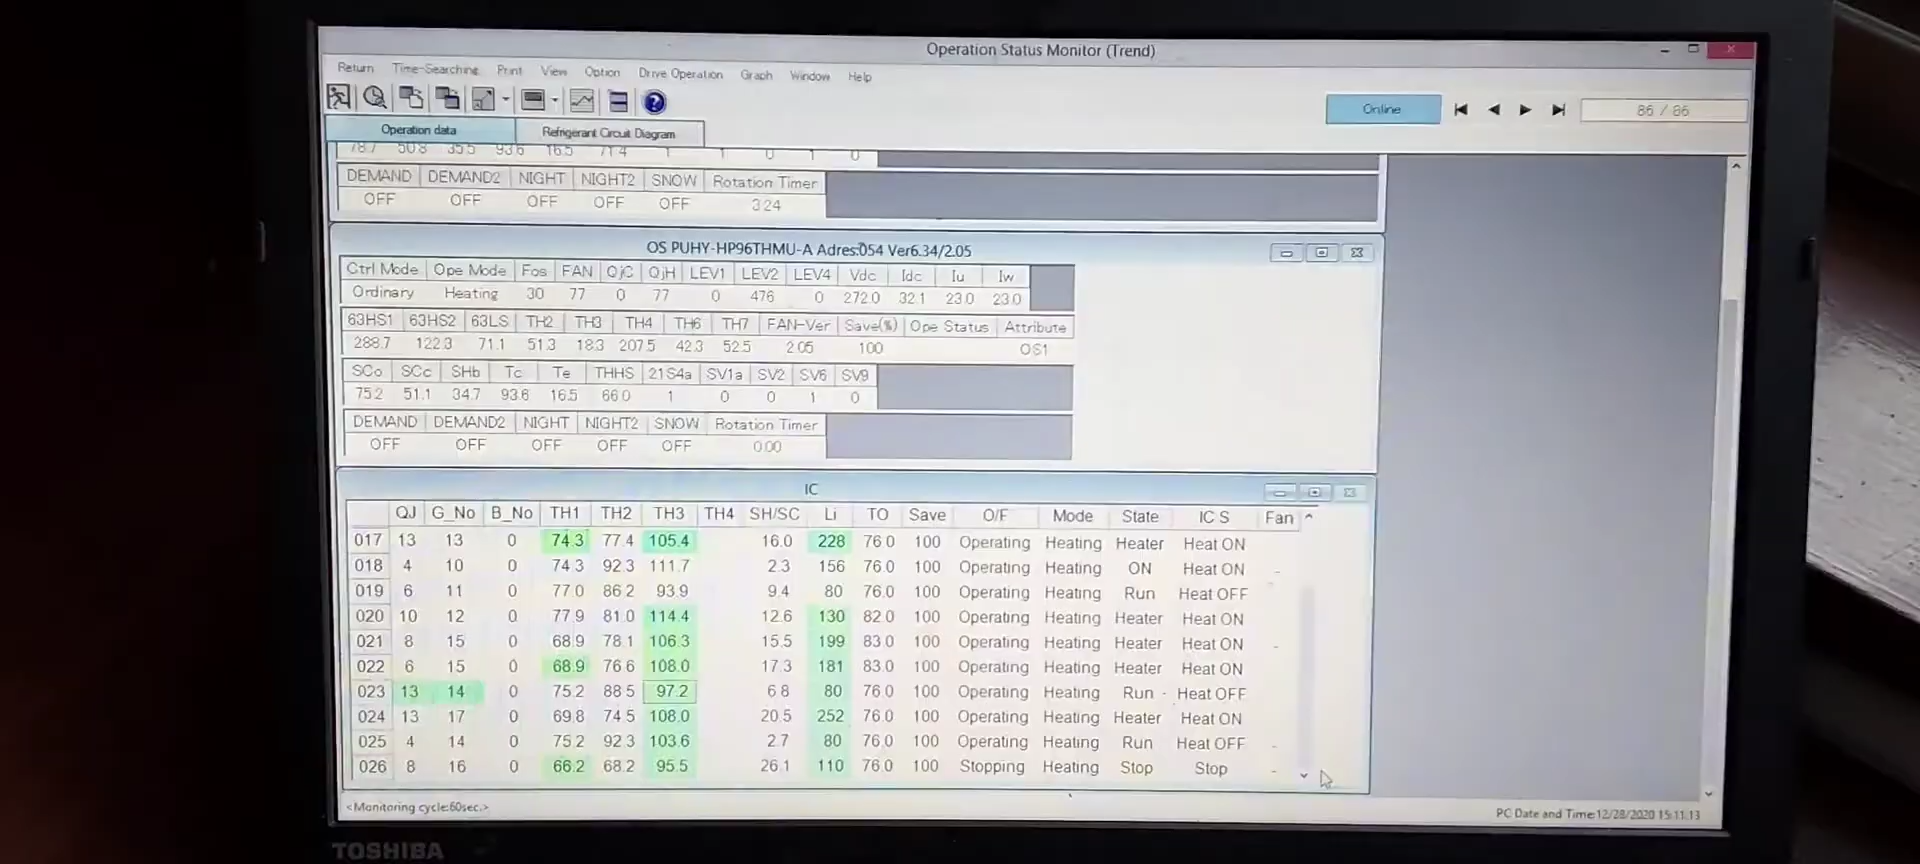 Operation Status Monitor (Trend)
Return Time-Searching Print View Option Drive Operation Graph Window Help
Online 86 / 86
Operation data Refrigerant Circuit Diagram
78.7 50.8 35.5 93.6 16.5 71.4 1 1 0 1 0
DEMAND DEMAND2 NIGHT NIGHT2 SNOW Rotation Timer
OFF OFF OFF OFF OFF 3:24
OS PUHY-HP96THMU-A Adres:054 Ver6.34/2.05
Ctrl Mode Ope Mode Fos FAN QjC QjH LEV1 LEV2 LEV4 Vdc Idc Iu Iw
Ordinary Heating 30 77 0 77 0 476 0 272.0 32.1 23.0 23.0
63HS1 63HS2 63LS TH2 TH3 TH4 TH6 TH7 FAN-Ver Save(%) Ope Status Attribute
288.7 122.3 71.1 51.3 18.3 207.5 42.3 52.5 2.05 100 OS1
SCo SCc SHb Tc Te THHS 21S4a SV1a SV2 SV6 SV9
75.2 51.1 34.7 93.6 16.5 66.0 1 0 0 1 0
DEMAND DEMAND2 NIGHT NIGHT2 SNOW Rotation Timer
OFF OFF OFF OFF OFF 0:00
IC
QJ G_No B_No TH1 TH2 TH3 TH4 SH/SC Li TO Save O/F Mode State IC S Fan
017 13 13 0 74.3 77.4 105.4 16.0 228 76.0 100 Operating Heating Heater Heat ON
018 4 10 0 74.3 92.3 111.7 2.3 156 76.0 100 Operating Heating ON Heat ON -
019 6 11 0 77.0 86.2 93.9 9.4 80 76.0 100 Operating Heating Run Heat OFF -
020 10 12 0 77.9 81.0 114.4 12.6 130 82.0 100 Operating Heating Heater Heat ON
021 8 15 0 68.9 78.1 106.3 15.5 199 83.0 100 Operating Heating Heater Heat ON -
022 6 15 0 68.9 76.6 108.0 17.3 181 83.0 100 Operating Heating Heater Heat ON
023 13 14 0 75.2 88.5 97.2 6.8 80 76.0 100 Operating Heating Run Heat OFF
024 13 17 0 69.8 74.5 108.0 20.5 252 76.0 100 Operating Heating Heater Heat ON
025 4 14 0 75.2 92.3 103.6 2.7 80 76.0 100 Operating Heating Run Heat OFF -
026 8 16 0 66.2 68.2 95.5 26.1 110 76.0 100 Stopping Heating Stop Stop -
<Monitoring cycle:60sec.> PC Date and Time:12/28/2020 15:11:13
TOSHIBA